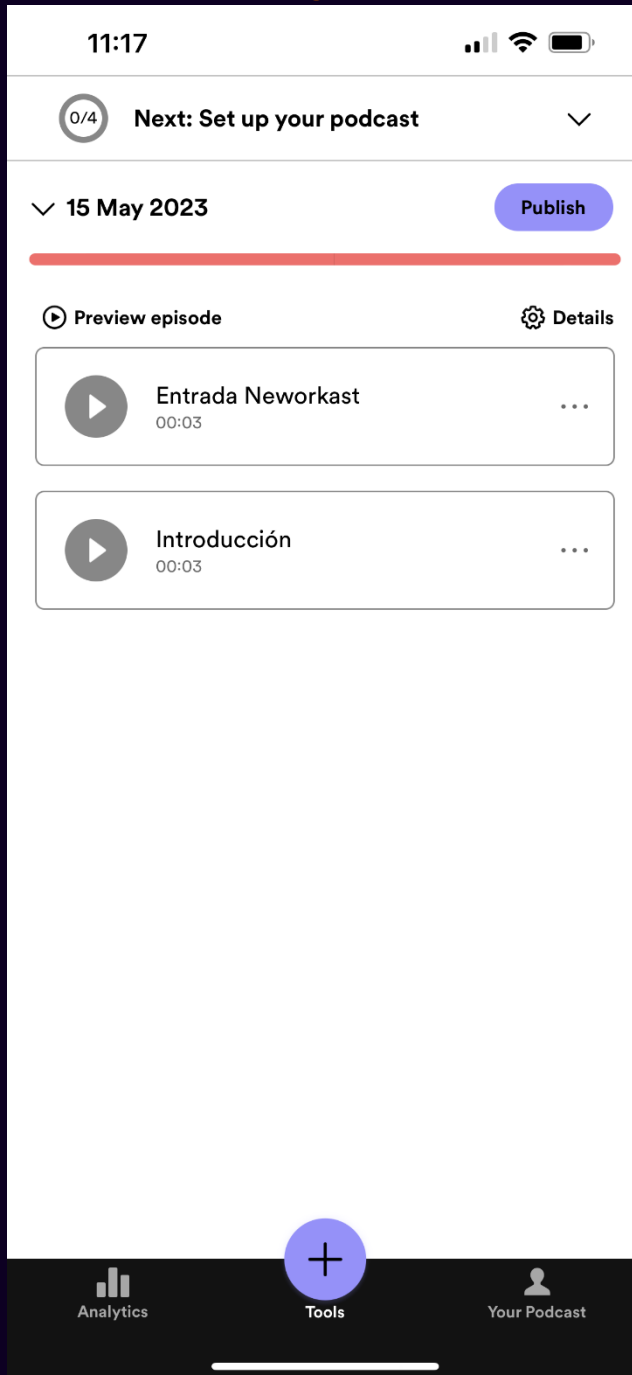 11:17
0/4 Next: Set up your podcast
15 May 2023 Publish
Preview episode Details
Entrada Neworkast
00:03
Introducción
00:03
Analytics Tools Your Podcast